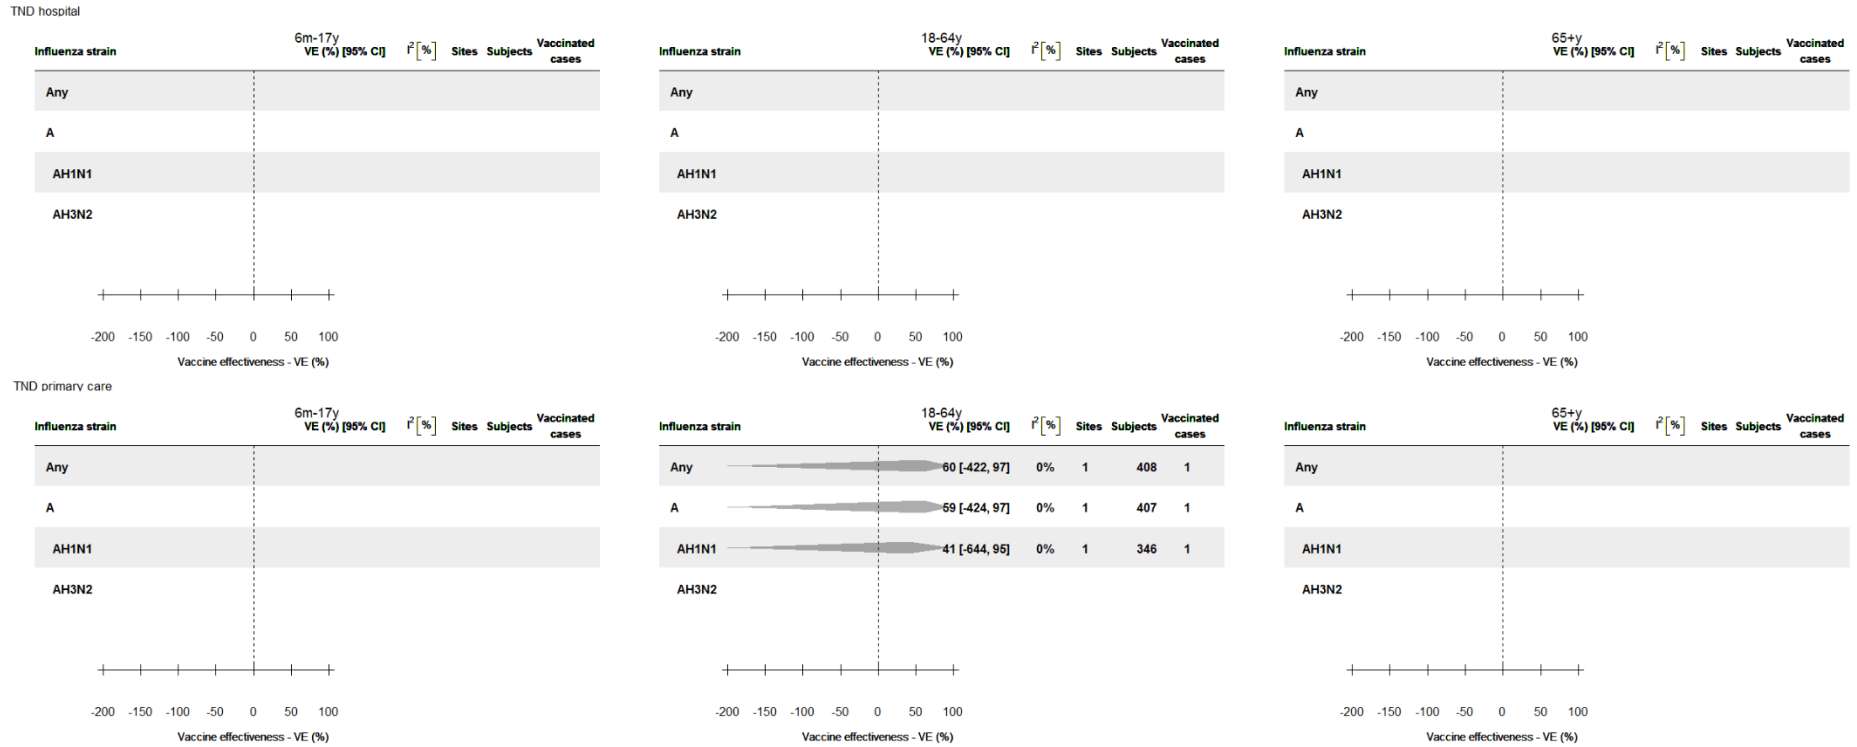 TND hospital
6m-17y
Influenza strain VE (%) [95% CI] I²[%] Sites Subjects Vaccinated cases
Any
A
AH1N1
AH3N2
-200 -150 -100 -50 0 50 100
Vaccine effectiveness - VE (%)
18-64y
Influenza strain VE (%) [95% CI] I²[%] Sites Subjects Vaccinated cases
Any
A
AH1N1
AH3N2
-200 -150 -100 -50 0 50 100
Vaccine effectiveness - VE (%)
65+y
Influenza strain VE (%) [95% CI] I²[%] Sites Subjects Vaccinated cases
Any
A
AH1N1
AH3N2
-200 -150 -100 -50 0 50 100
Vaccine effectiveness - VE (%)
TND primary care
6m-17y
Influenza strain VE (%) [95% CI] I²[%] Sites Subjects Vaccinated cases
Any
A
AH1N1
AH3N2
-200 -150 -100 -50 0 50 100
Vaccine effectiveness - VE (%)
18-64y
Influenza strain VE (%) [95% CI] I²[%] Sites Subjects Vaccinated cases
Any 60 [-422, 97] 0% 1 408 1
A 59 [-424, 97] 0% 1 407 1
AH1N1 41 [-644, 95] 0% 1 346 1
AH3N2
-200 -150 -100 -50 0 50 100
Vaccine effectiveness - VE (%)
65+y
Influenza strain VE (%) [95% CI] I²[%] Sites Subjects Vaccinated cases
Any
A
AH1N1
AH3N2
-200 -150 -100 -50 0 50 100
Vaccine effectiveness - VE (%)